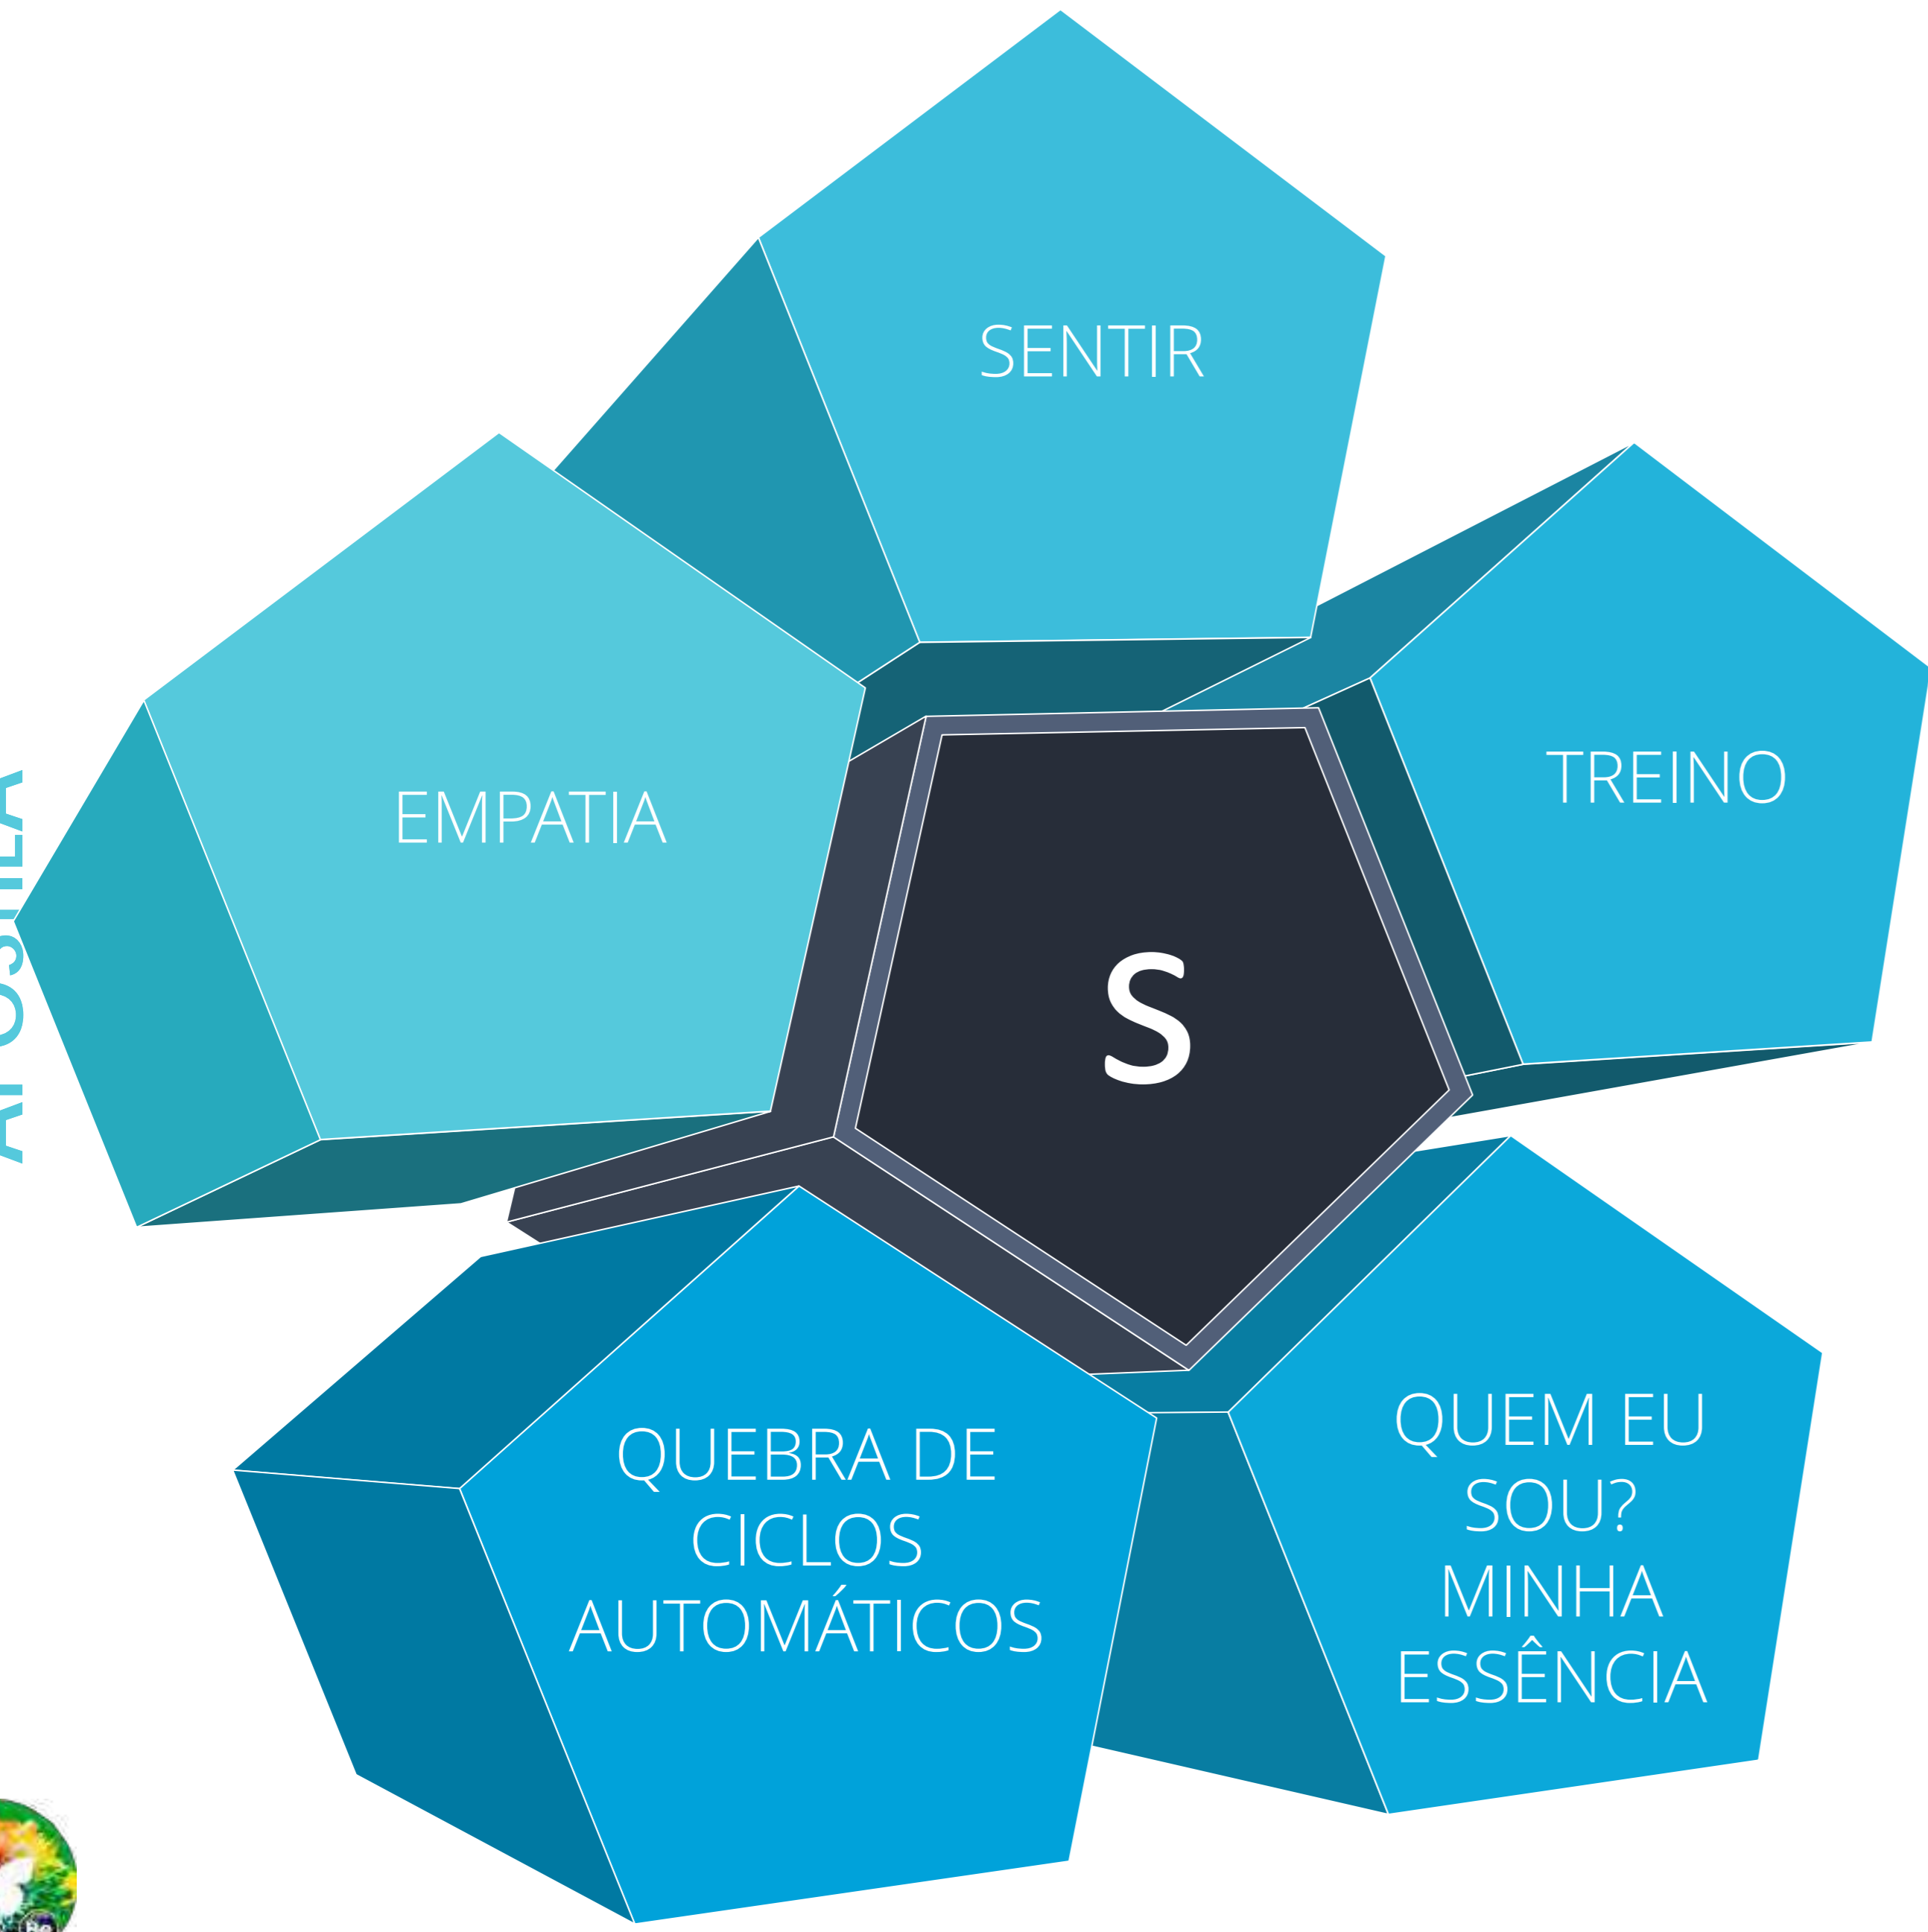 SENTIR
TREINO
EMPATIA
S
QUEBRA DE
CICLOS
AUTOMÁTICOS
QUEM EU
SOU?
MINHA
ESSÊNCIA